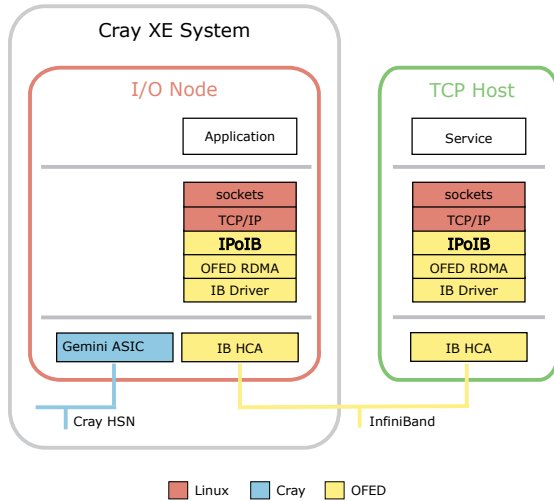 Cray XE System
I/O Node
TCP Host
Application
Service
sockets
TCP/IP
IPoIB
OFED RDMA
IB Driver
sockets
TCP/IP
IPoIB
OFED RDMA
IB Driver
Gemini ASIC
IB HCA
IB HCA
Cray HSN
InfiniBand
Linux
Cray
OFED